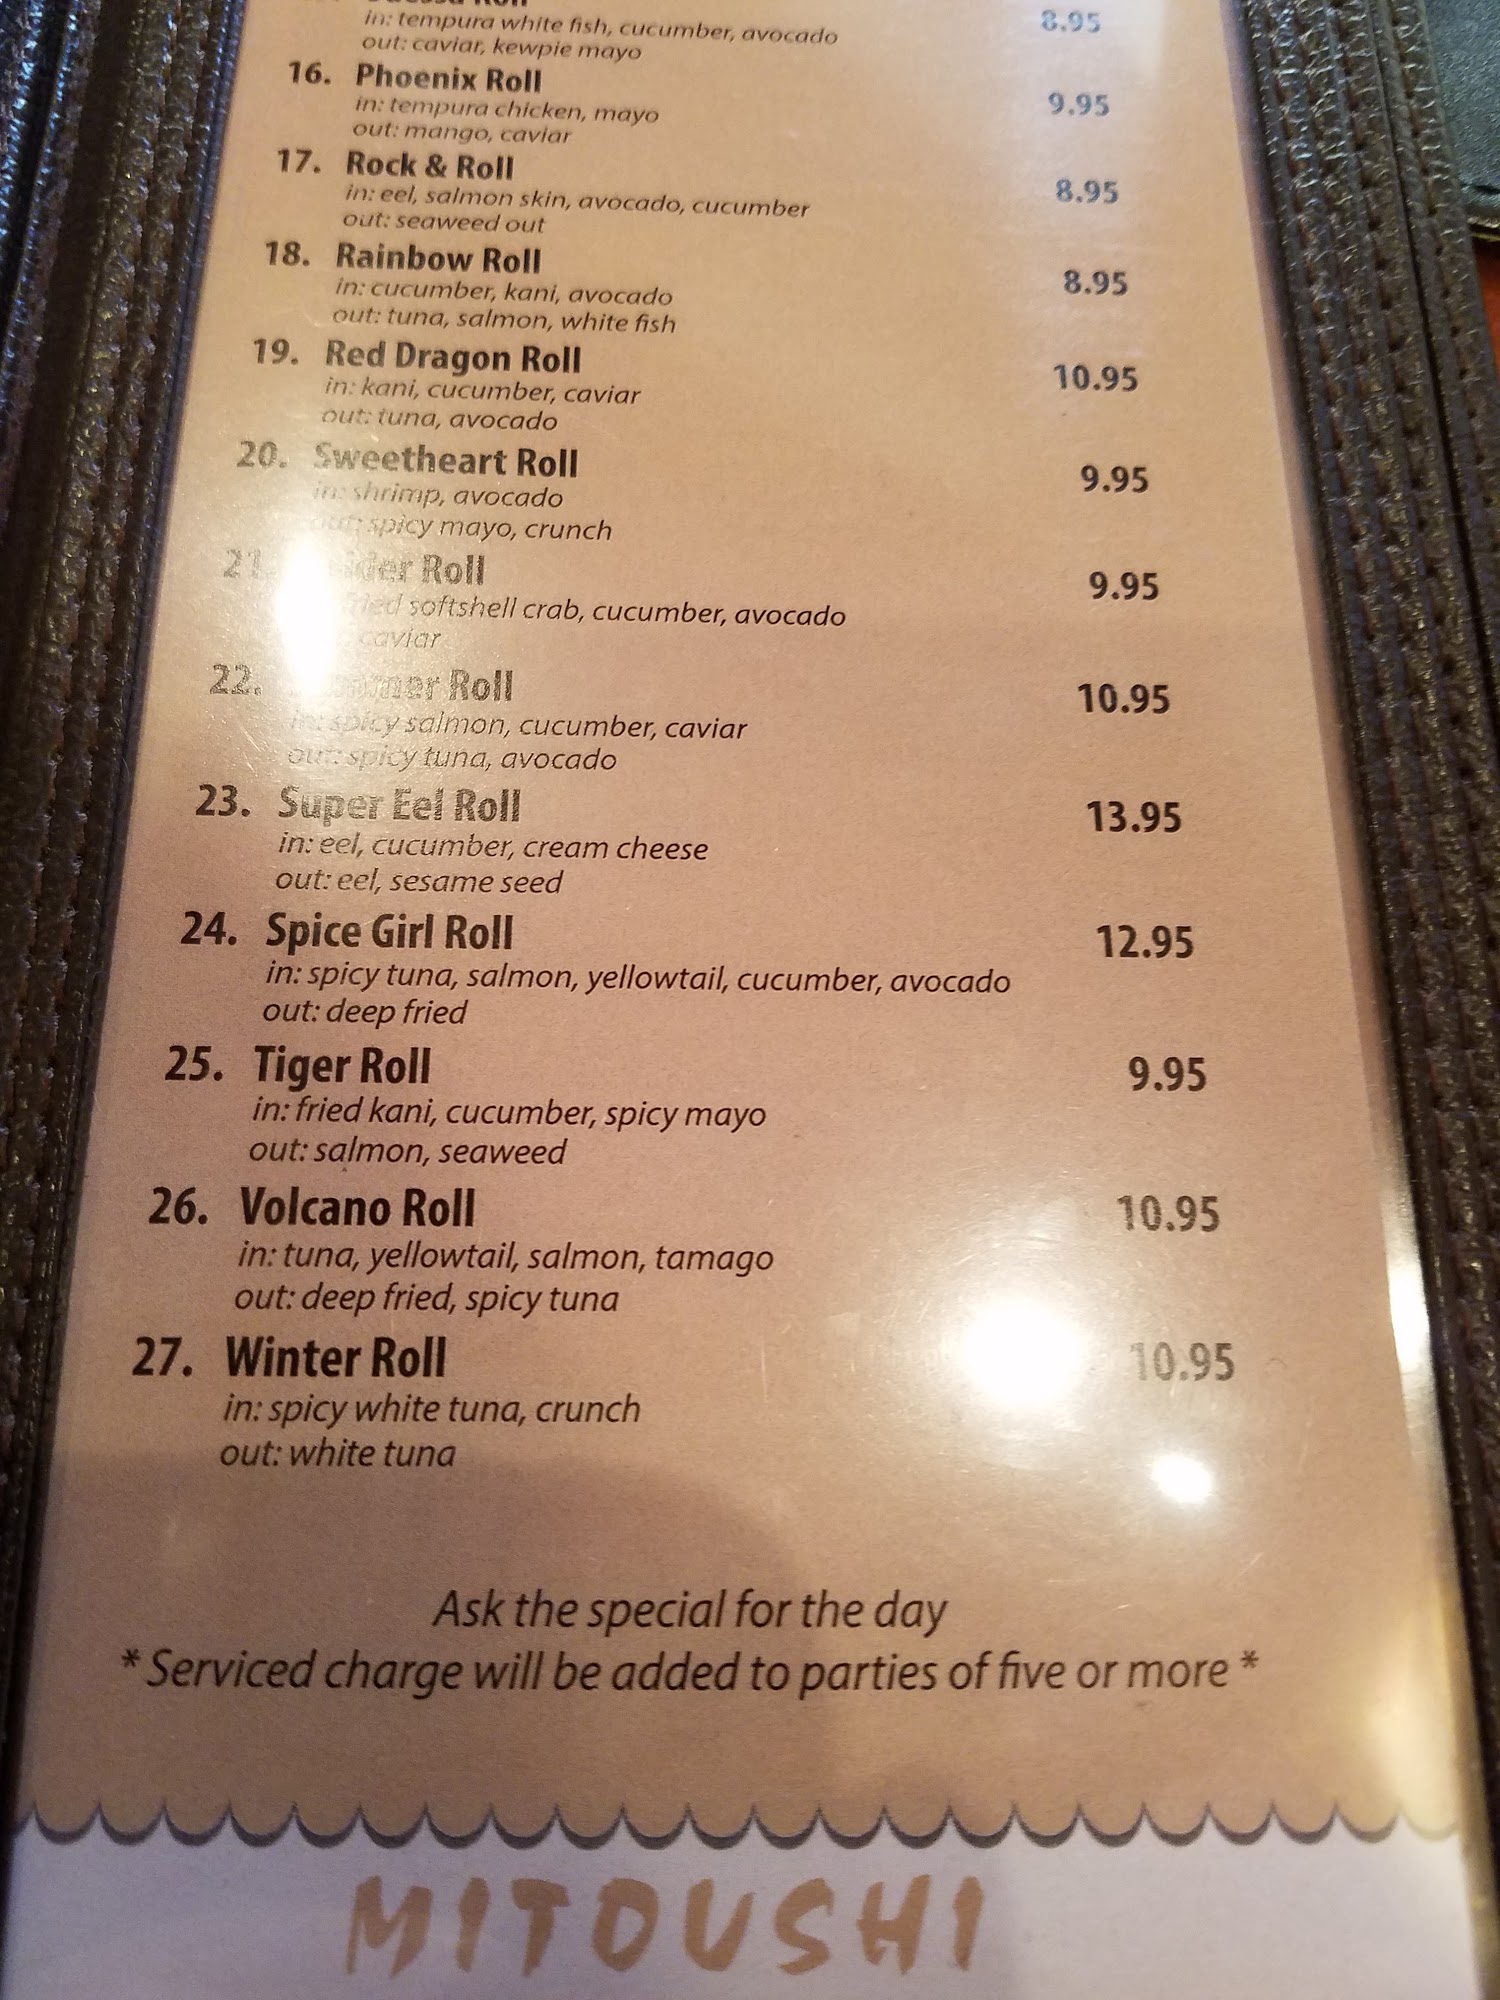 Roll
in: tempura white fish, cucumber, avocado 8.95
out: caviar, kewpie mayo
16. Phoenix Roll 9.95
in: tempura chicken, mayo
out: mango, caviar
17. Rock & Roll 8.95
in: eel, salmon skin, avocado, cucumber
out: seaweed out
18. Rainbow Roll 8.95
in: cucumber, kani, avocado
out: tuna, salmon, white fish
19. Red Dragon Roll 10.95
in: kani, cucumber, caviar
out: tuna, avocado
20. Sweetheart Roll 9.95
in: shrimp, avocado
out: spicy mayo, crunch
21. Roll 9.95
fried softshell crab, cucumber, avocado
caviar
22. Roll 10.95
in: spicy salmon, cucumber, caviar
out: spicy tuna, avocado
23. Super Eel Roll 13.95
in: eel, cucumber, cream cheese
out: eel, sesame seed
24. Spice Girl Roll 12.95
in: spicy tuna, salmon, yellowtail, cucumber, avocado
out: deep fried
25. Tiger Roll 9.95
in: fried kani, cucumber, spicy mayo
out: salmon, seaweed
26. Volcano Roll 10.95
in: tuna, yellowtail, salmon, tamago
out: deep fried, spicy tuna
27. Winter Roll 10.95
in: spicy white tuna, crunch
out: white tuna
Ask the special for the day
* Serviced charge will be added to parties of five or more *
MITOUSHI